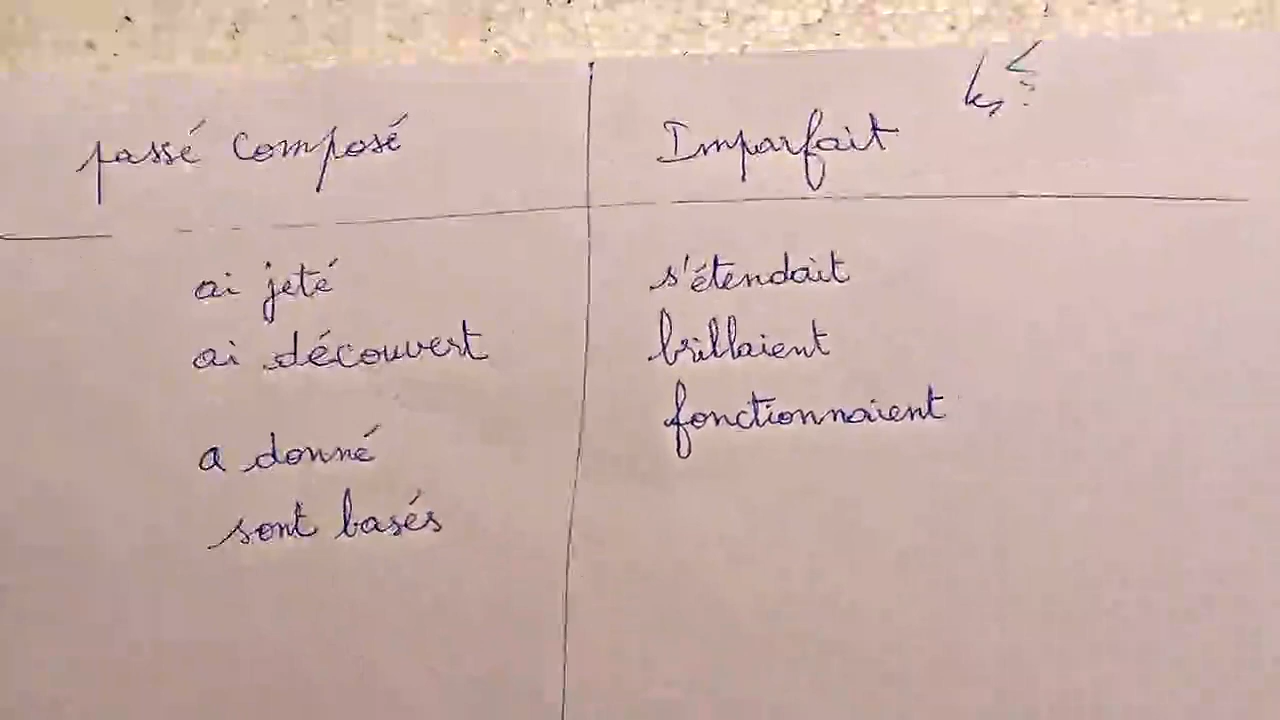 passé composé
Imparfait
ai jeté
s'étendait
ai découvert
brillaient
fonctionnaient
a donné
sont basés